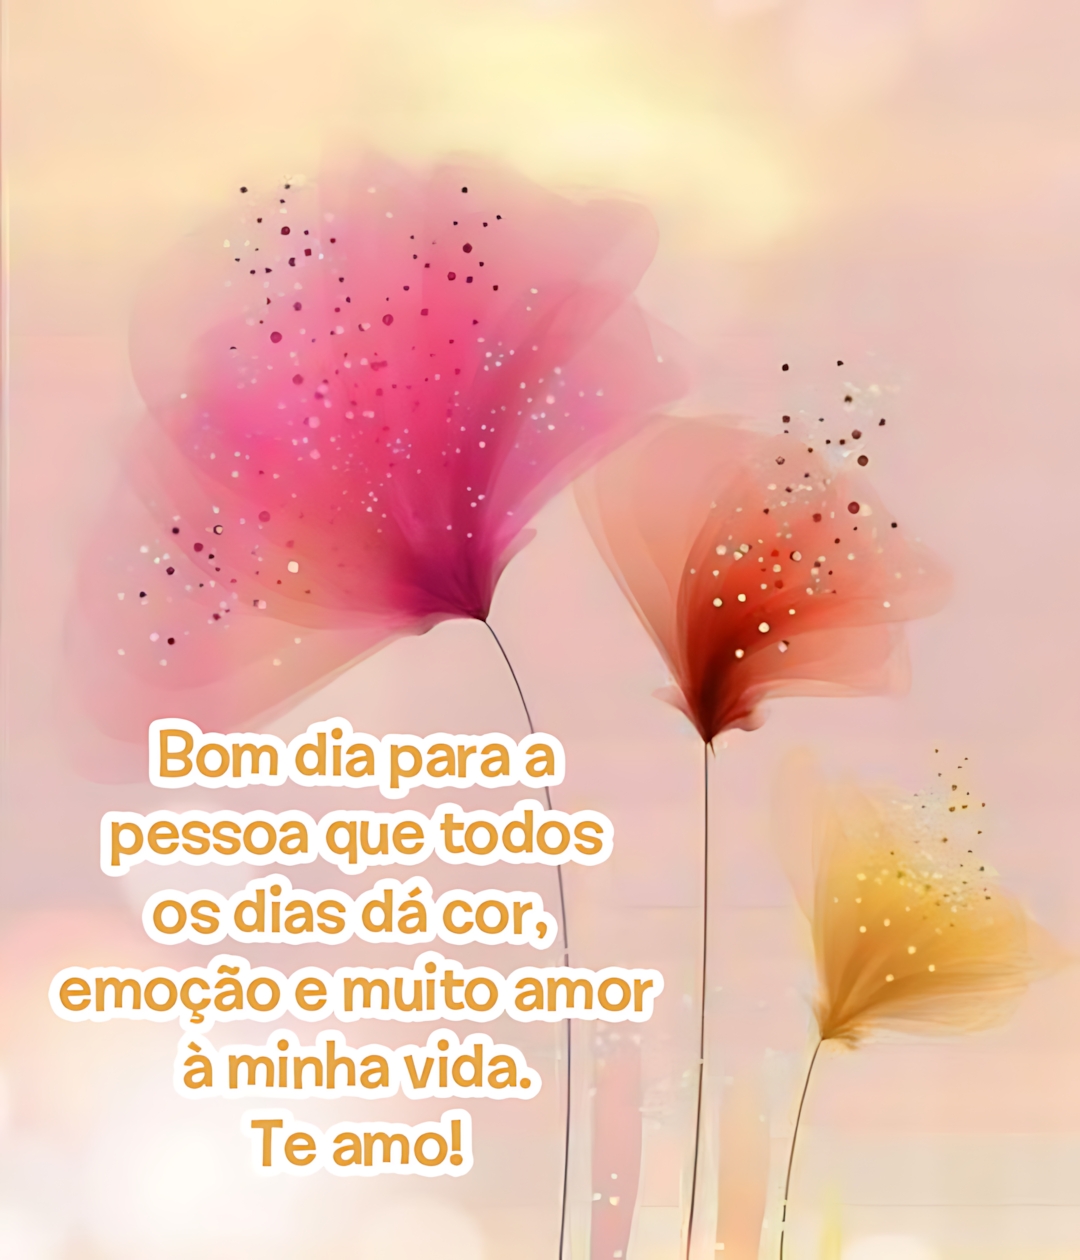 Bom dia para a
pessoa que todos
os dias dá cor,
emoção e muito amor
à minha vida.
Te amo!